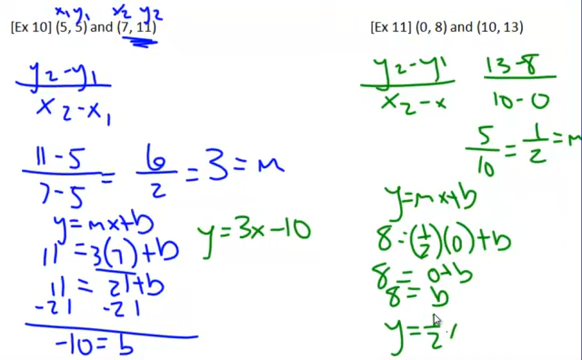 x₁ y₁ x₂ y₂
[Ex 10] (5, 5) and (7, 11)
y₂-y₁
x₂-x₁
11-5 / 7-5 = 6/2 = 3 = m
y=mx+b
11 = 3(7)+b
11 = 21+b
-21 -21
-10 = b
y=3x-10
[Ex 11] (0, 8) and (10, 13)
y₂-y₁ / x₂-x
13-8 / 10-0
5/10 = 1/2 = m
y=mx+b
8=(1/2)(0)+b
8 = 0+b
8 = b
y=1/2